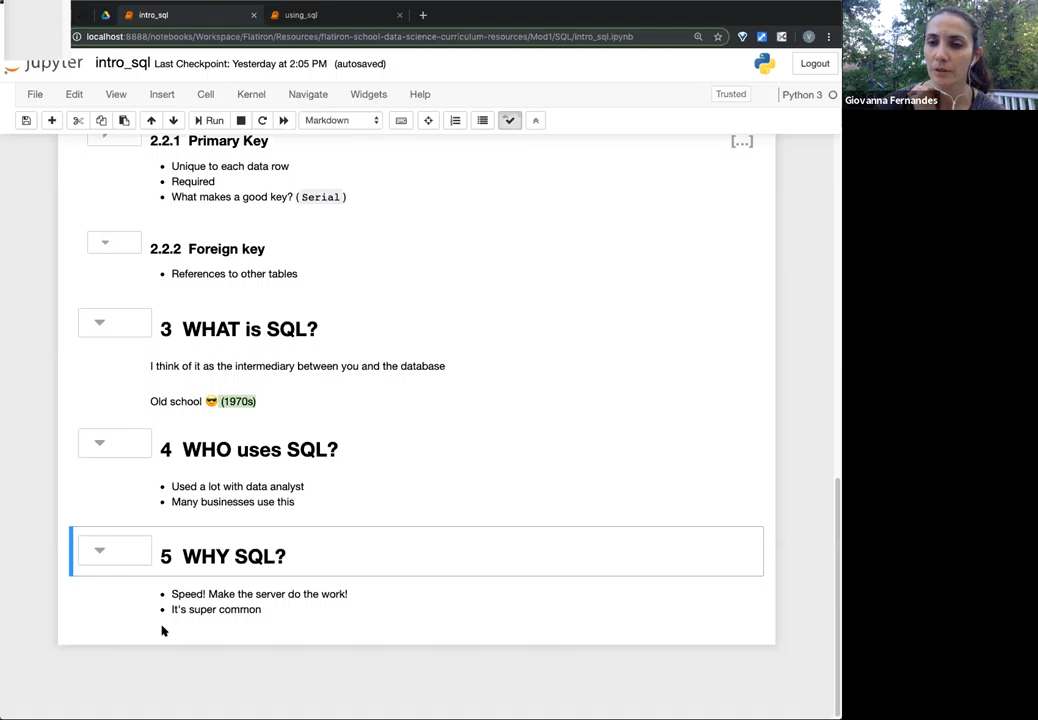 intro_sql
using_sql
localhost:8888/notebooks/Workspace/Flatiron/Resources/flatiron-school-data-science-curriculum-resources/Mod1/SQL/intro_sql.ipynb
jupyter intro_sql Last Checkpoint: Yesterday at 2:05 PM (autosaved)
Logout
File Edit View Insert Cell Kernel Navigate Widgets Help
Trusted
Python 3
Run
Markdown
2.2.1 Primary Key
[...]
• Unique to each data row
• Required
• What makes a good key? (Serial)
2.2.2 Foreign key
• References to other tables
3 WHAT is SQL?
I think of it as the intermediary between you and the database
Old school 😎 (1970s)
4 WHO uses SQL?
• Used a lot with data analyst
• Many businesses use this
5 WHY SQL?
• Speed! Make the server do the work!
• It's super common
Giovanna Fernandes
V